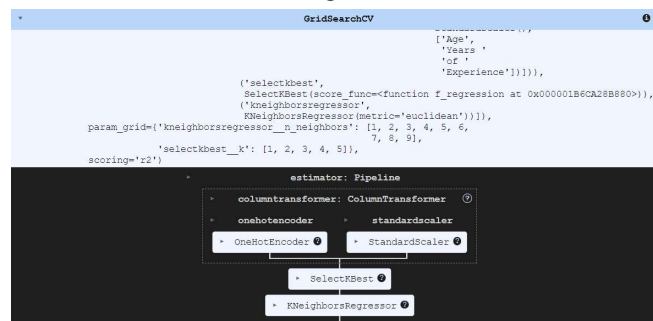 GridSearchCV
['Age',
'Years '
'of '
'Experience'])])),
('selectkbest',
SelectKBest(score_func=<function f_regression at 0x000001B6CA28B880>)),
('kneighborsregressor',
KNeighborsRegressor(metric='euclidean'))]),
param_grid={'kneighborsregressor__n_neighbors': [1, 2, 3, 4, 5, 6,
7, 8, 9],
'selectkbest__k': [1, 2, 3, 4, 5]},
scoring='r2')
estimator: Pipeline
columntransformer: ColumnTransformer ?
onehotencoder standardscaler
OneHotEncoder ? StandardScaler ?
SelectKBest ?
KNeighborsRegressor ?